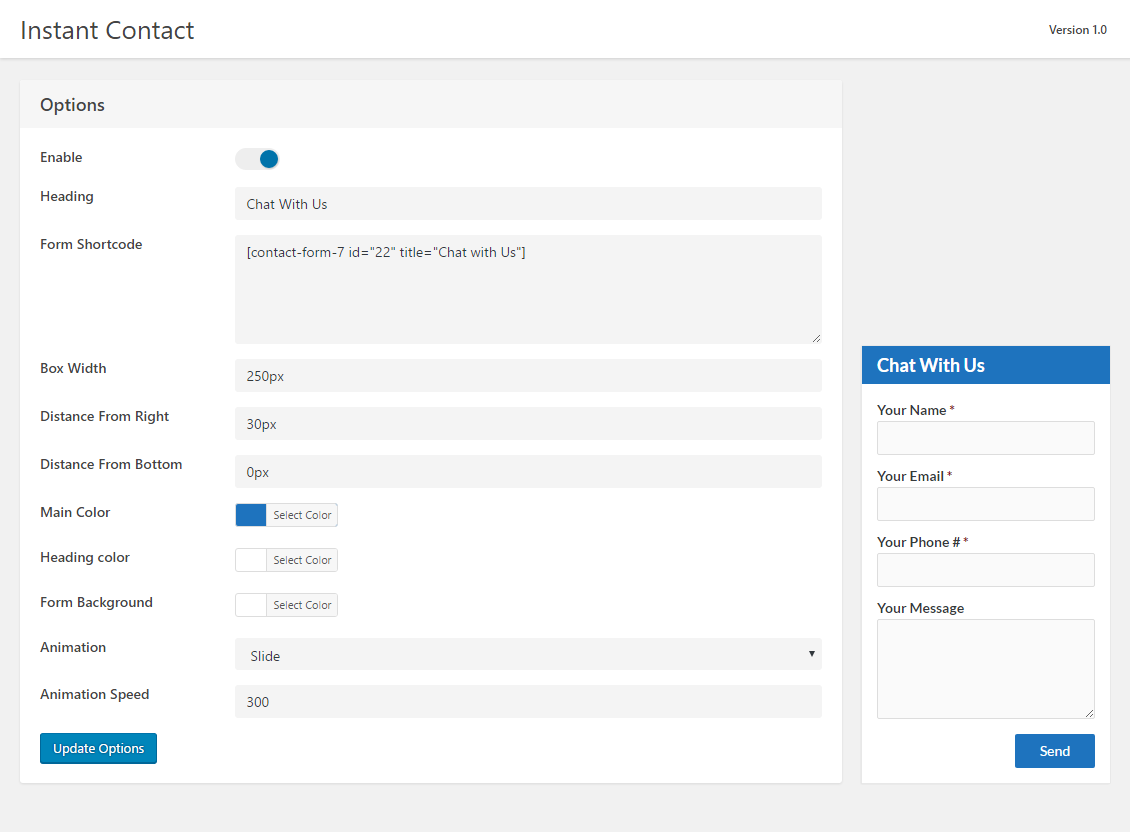 Instant Contact
Version 1.0
Options
Enable
Heading
Chat With Us
Form Shortcode
[contact-form-7 id="22" title="Chat with Us"]
Box Width
250px
Distance From Right
30px
Distance From Bottom
0px
Main Color
Select Color
Heading color
Select Color
Form Background
Select Color
Animation
Slide
Animation Speed
300
Update Options
Chat With Us
Your Name *
Your Email *
Your Phone # *
Your Message
Send